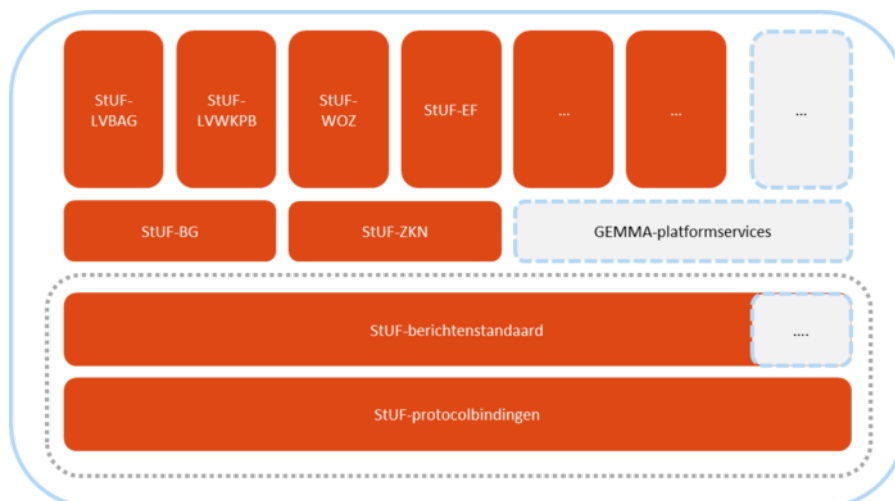 StUF-
LVBAG
StUF-
LVWKPB
StUF-
WOZ
StUF-EF
...
...
...
StUF-BG
StUF-ZKN
GEMMA-platformservices
StUF-berichtenstandaard
....
StUF-protocolbindingen